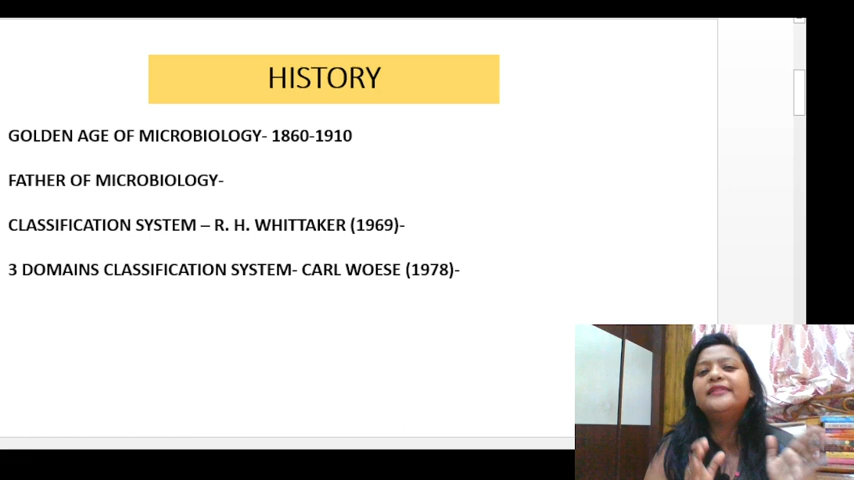 HISTORY
GOLDEN AGE OF MICROBIOLOGY- 1860-1910
FATHER OF MICROBIOLOGY-
CLASSIFICATION SYSTEM – R. H. WHITTAKER (1969)-
3 DOMAINS CLASSIFICATION SYSTEM- CARL WOESE (1978)-